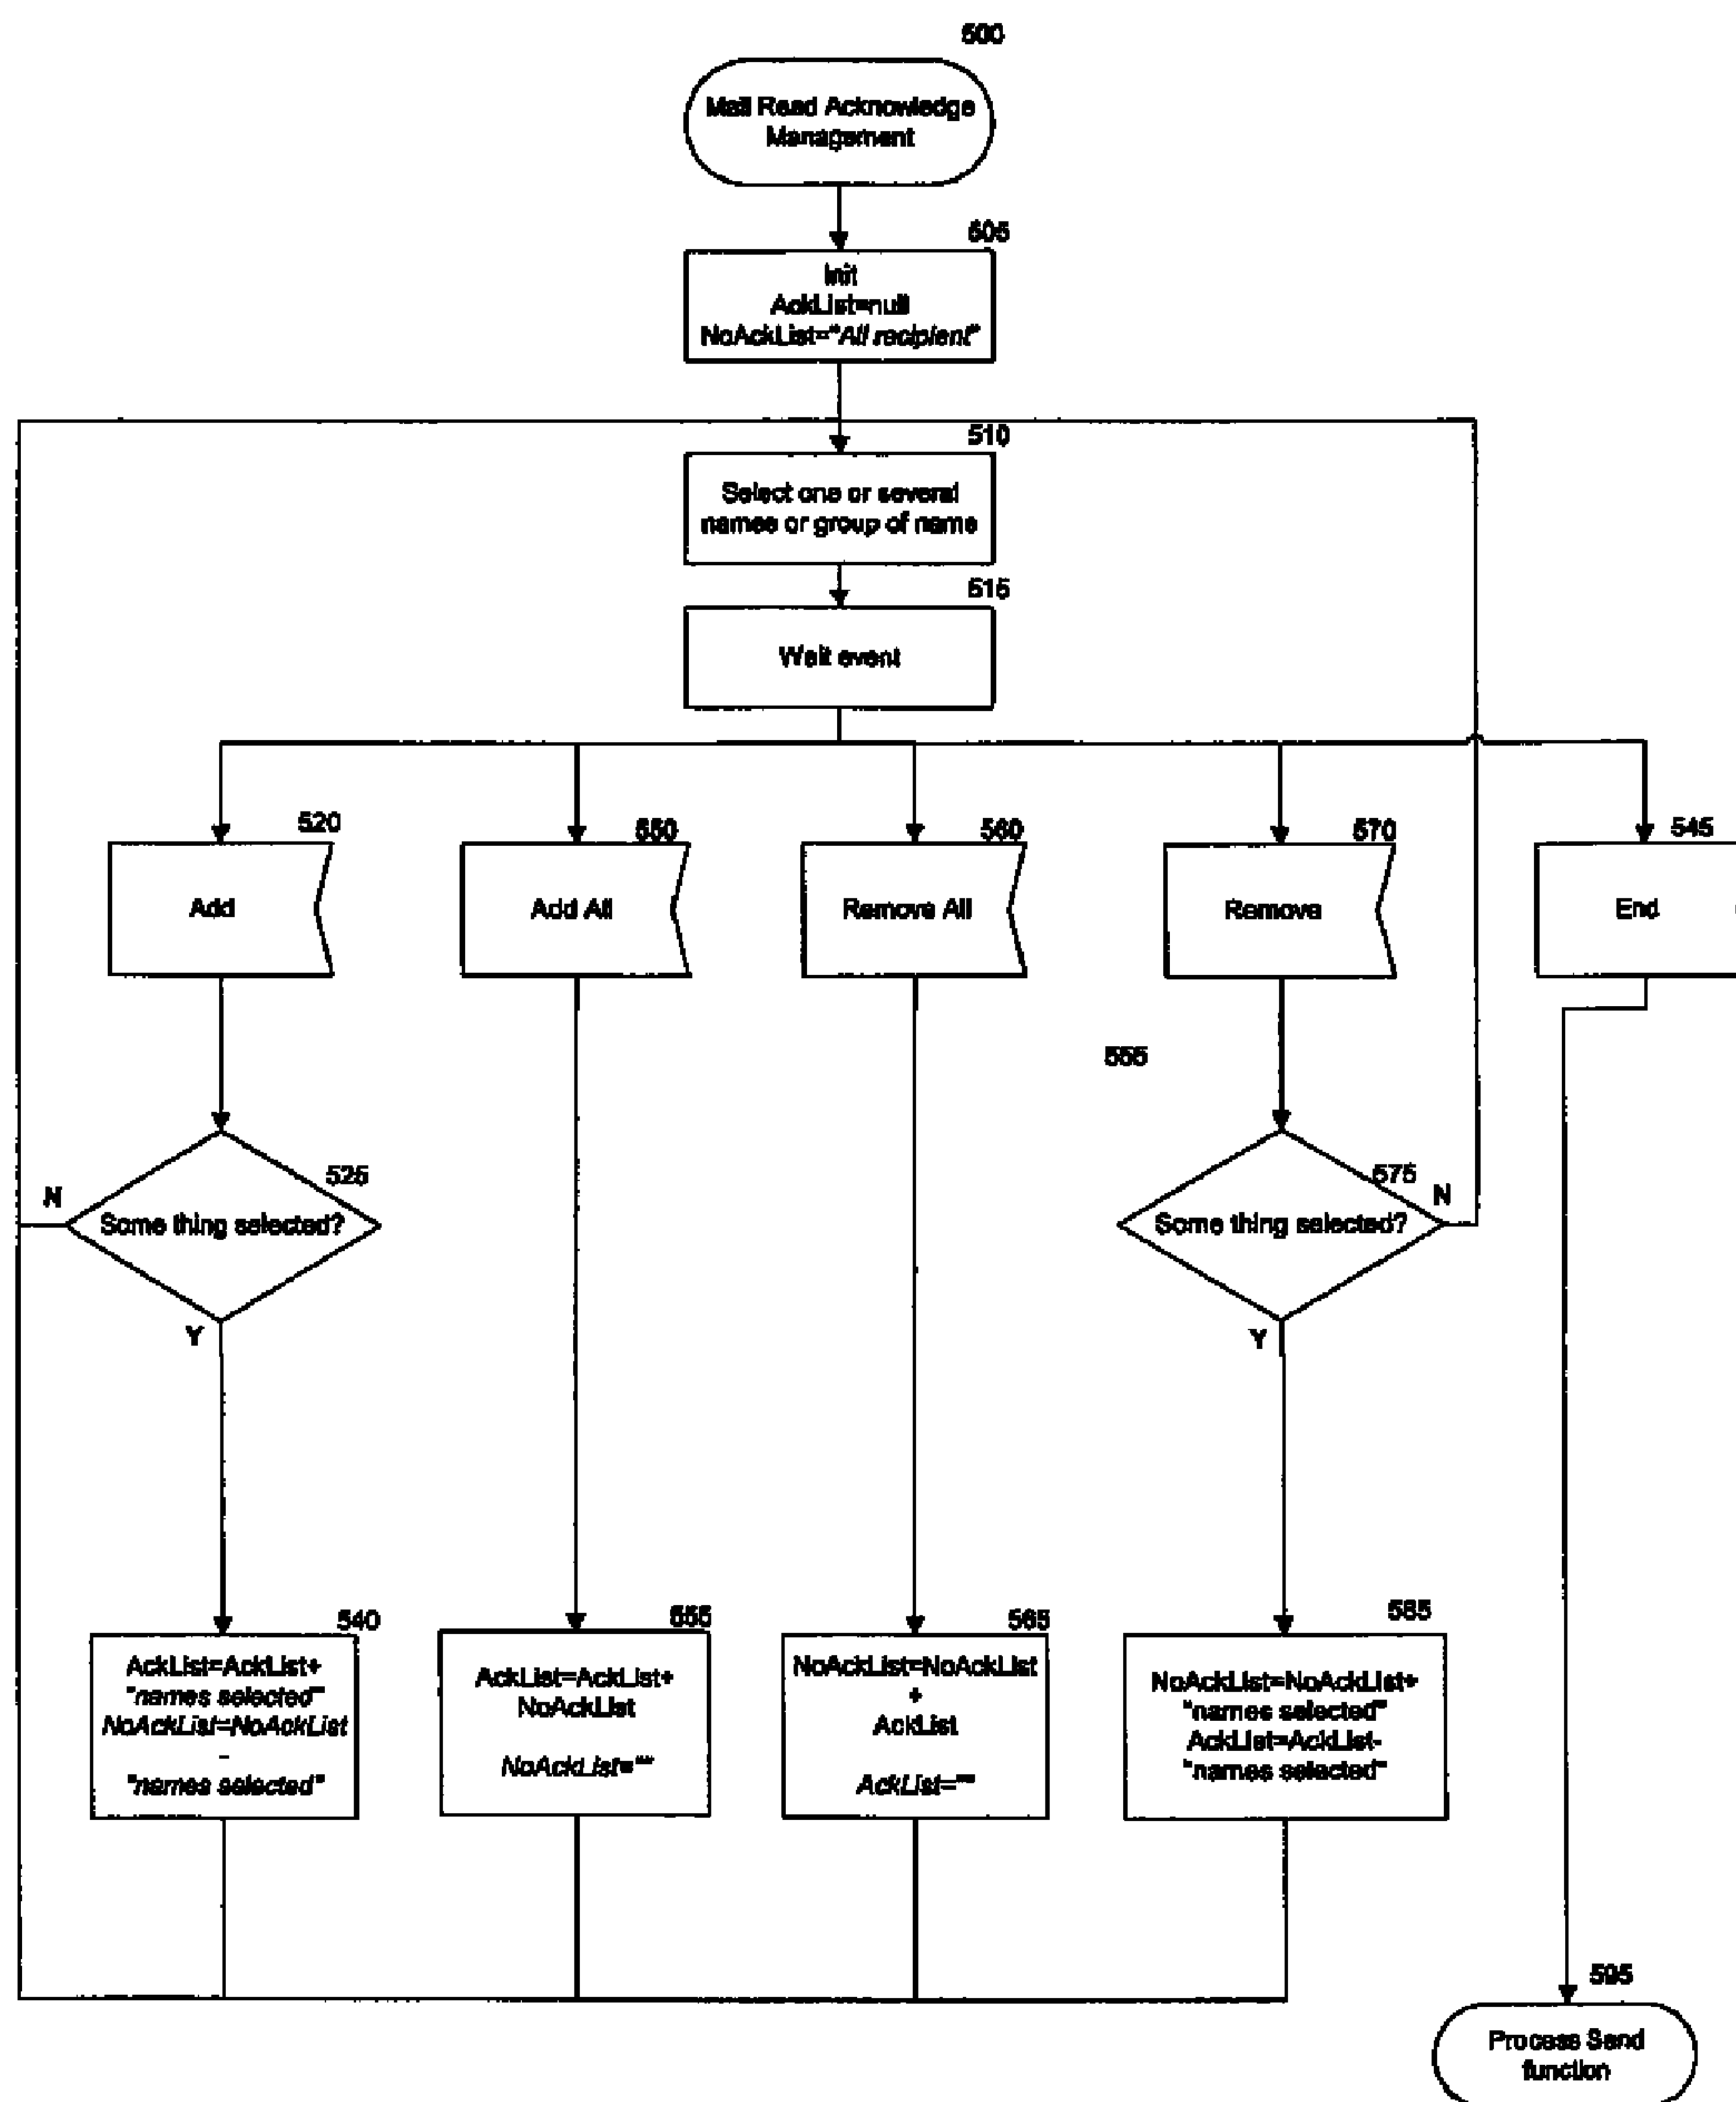 500
Mail Read Acknowledge
Management
505
Init
AckList=null
NoAckList="All recipient"
510
Select one or several
names or group of name
515
Wait event
520
Add
550
Add All
560
Remove All
570
Remove
545
End
555
525
Some thing selected?
N
Y
575
Some thing selected?
N
Y
540
AckList=AckList+
"names selected"
NoAckList=NoAckList
-
"names selected"
555
AckList=AckList+
NoAckList
NoAckList=""
565
NoAckList=NoAckList
+
AckList
AckList=""
585
NoAckList=NoAckList+
"names selected"
AckList=AckList-
"names selected"
595
Process Send
function